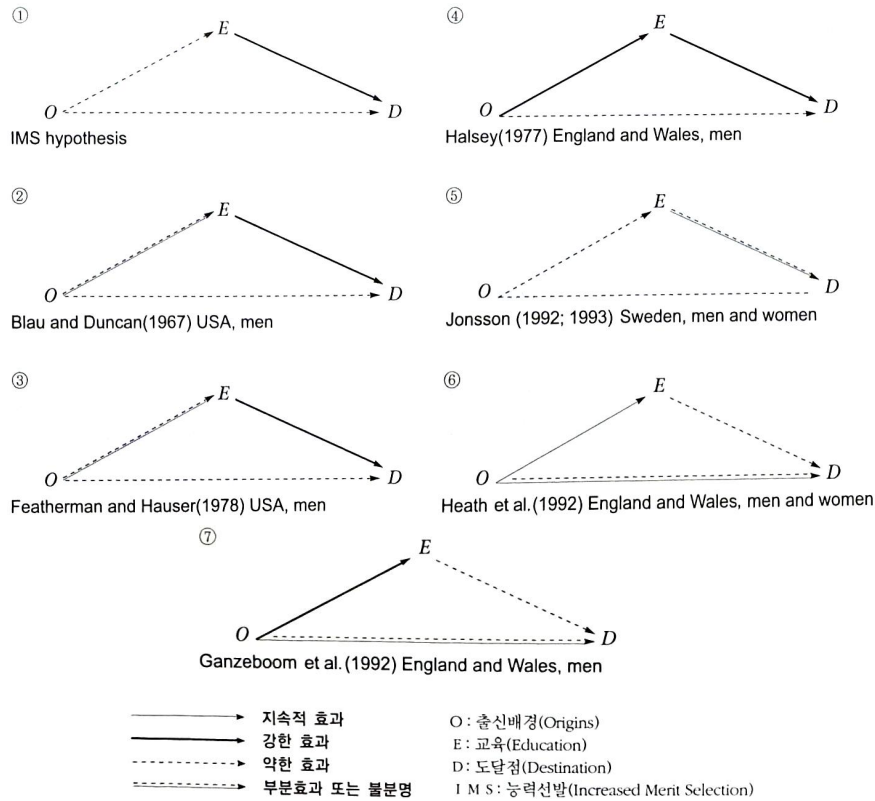 ①
E
O
D
IMS hypothesis
②
E
O
D
Blau and Duncan(1967) USA, men
③
E
O
D
Featherman and Hauser(1978) USA, men
④
E
O
D
Halsey(1977) England and Wales, men
⑤
E
O
D
Jonsson (1992; 1993) Sweden, men and women
⑥
E
O
D
Heath et al.(1992) England and Wales, men and women
⑦
E
O
D
Ganzeboom et al.(1992) England and Wales, men
지속적 효과
강한 효과
약한 효과
부분효과 또는 불분명
O : 출신배경(Origins)
E : 교육(Education)
D : 도달점(Destination)
I M S : 능력선발(Increased Merit Selection)